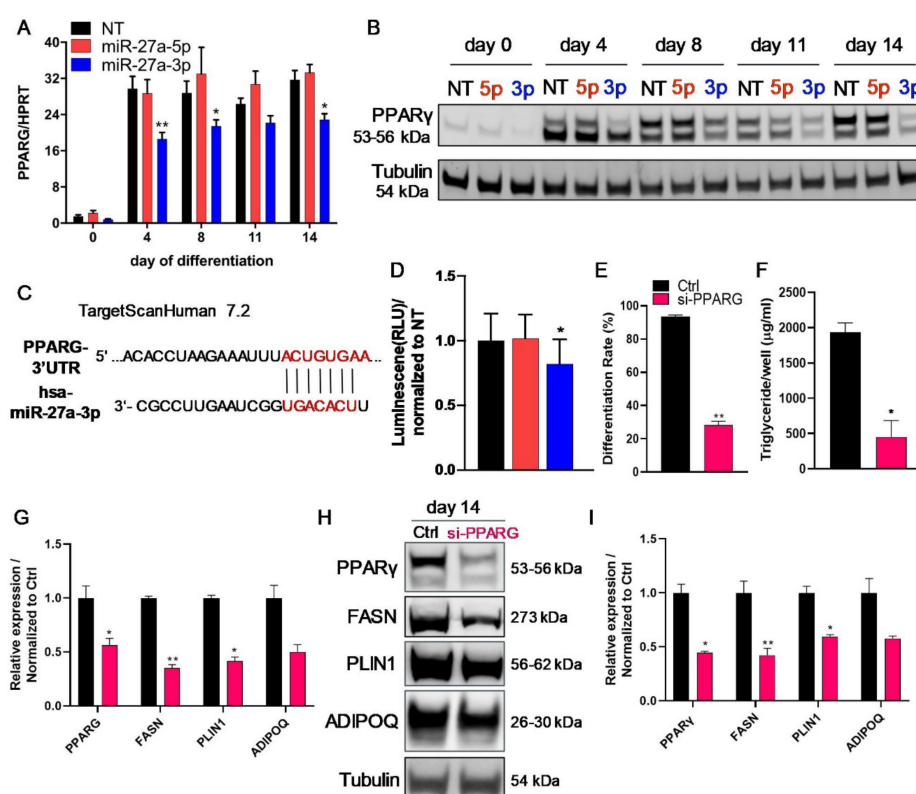 A
NT
miR-27a-5p
miR-27a-3p
PPARG/HPRT
40
32
24
16
8
0
** * *
0 4 8 11 14
day of differentiation
B
day 0 day 4 day 8 day 11 day 14
NT 5p 3p NT 5p 3p NT 5p 3p NT 5p 3p NT 5p 3p
PPARγ
53-56 kDa
Tubulin
54 kDa
C
TargetScanHuman 7.2
PPARG-
3'UTR
5' ...ACACCUAAGAAAUUUACUGUGAA...
hsa-
miR-27a-3p
3'- CGCCUUGAAUCGGUGACACUU
D
Luminescene(RLU)/
normalized to NT
1.5
1.0
0.5
0.0
*
E
Ctrl
si-PPARG
Differentiation Rate (%)
100
80
60
40
20
0
**
F
Triglyceride/well (μg/ml)
2500
2000
1500
1000
500
0
*
G
Relative expression /
Normalized to Ctrl
1.5
1.0
0.5
0.0
* ** *
PPARG FASN PLIN1 ADIPOQ
H
day 14
Ctrl si-PPARG
PPARγ 53-56 kDa
FASN 273 kDa
PLIN1 56-62 kDa
ADIPOQ 26-30 kDa
Tubulin 54 kDa
I
Relative expression /
Normalized to Ctrl
1.5
1.0
0.5
0.0
* ** *
PPARγ FASN PLIN1 ADIPOQ